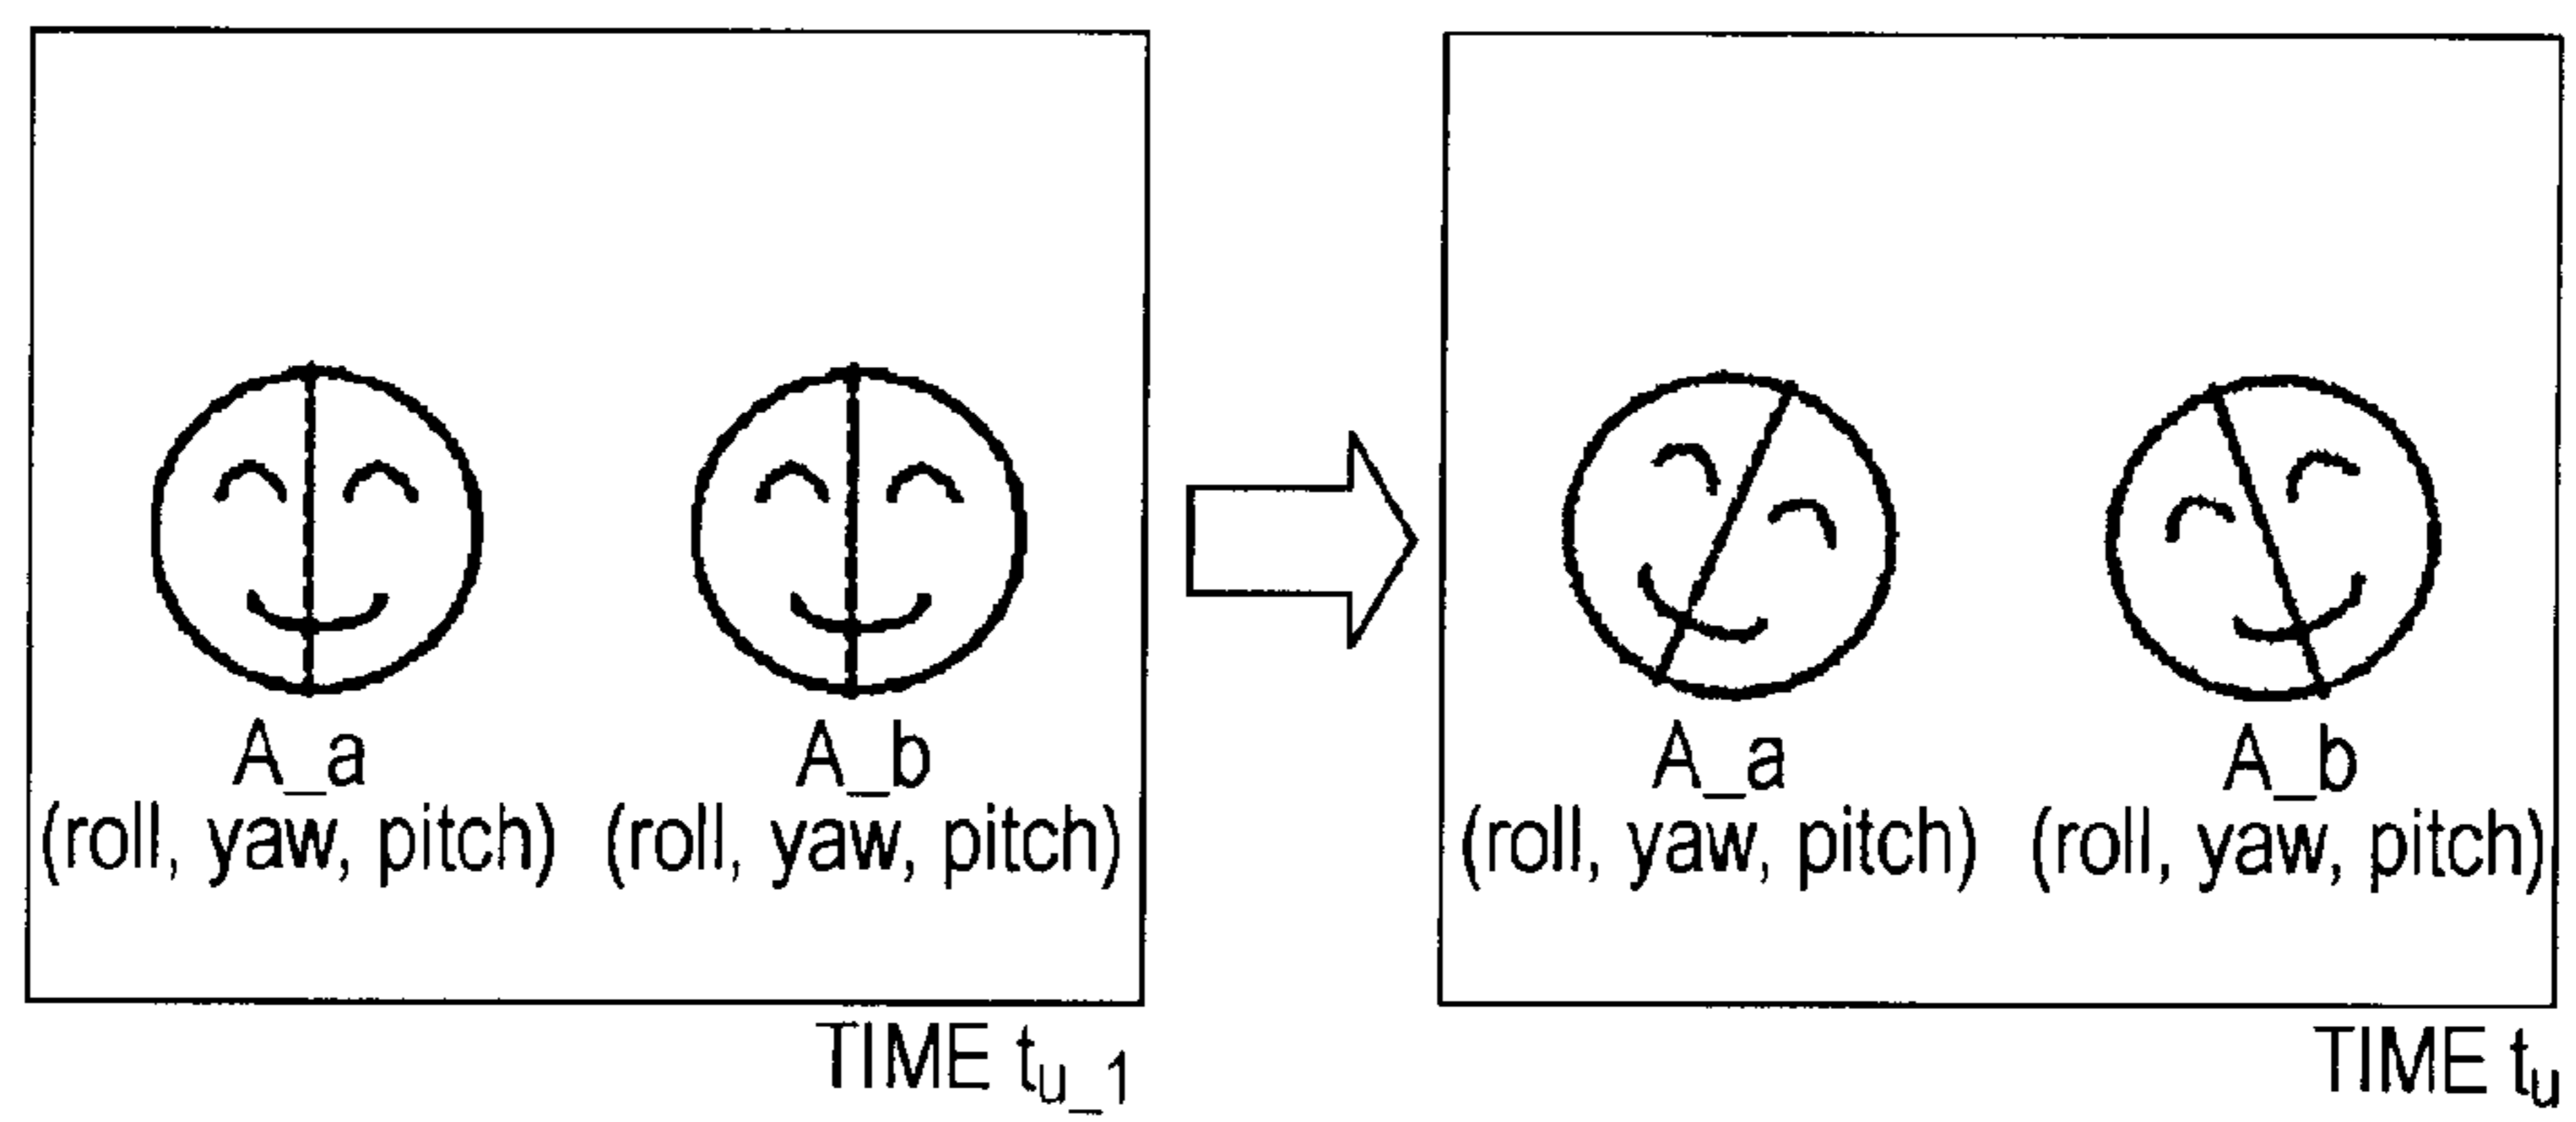 A_a A_b
(roll, yaw, pitch) (roll, yaw, pitch)
TIME tu_1
A_a A_b
(roll, yaw, pitch) (roll, yaw, pitch)
TIME tu